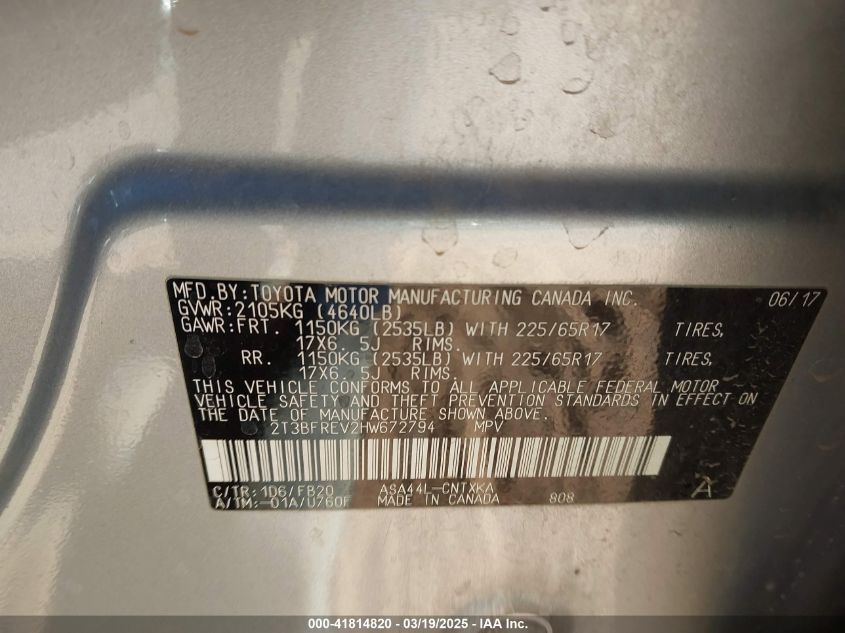 MFD.BY:TOYOTA MOTOR MANUFACTURING CANADA INC. 06/17
GVWR:2105KG (4640LB)
GAWR:FRT. 1150KG (2535LB) WITH 225/65R17 TIRES,
17X6.5J RIMS.
RR. 1150KG (2535LB) WITH 225/65R17 TIRES,
17X6.5J RIMS.
THIS VEHICLE CONFORMS TO ALL APPLICABLE FEDERAL MOTOR
VEHICLE SAFETY AND THEFT PREVENTION STANDARDS IN EFFECT ON
THE DATE OF MANUFACTURE SHOWN ABOVE.
2T3BFREV2HW672794 MPV
C/TR:1D6/FB20 ASA44L-CNTXKA
A/TM:-01A/U760F MADE IN CANADA 808 A
000-41814820 - 03/19/2025 - IAA Inc.